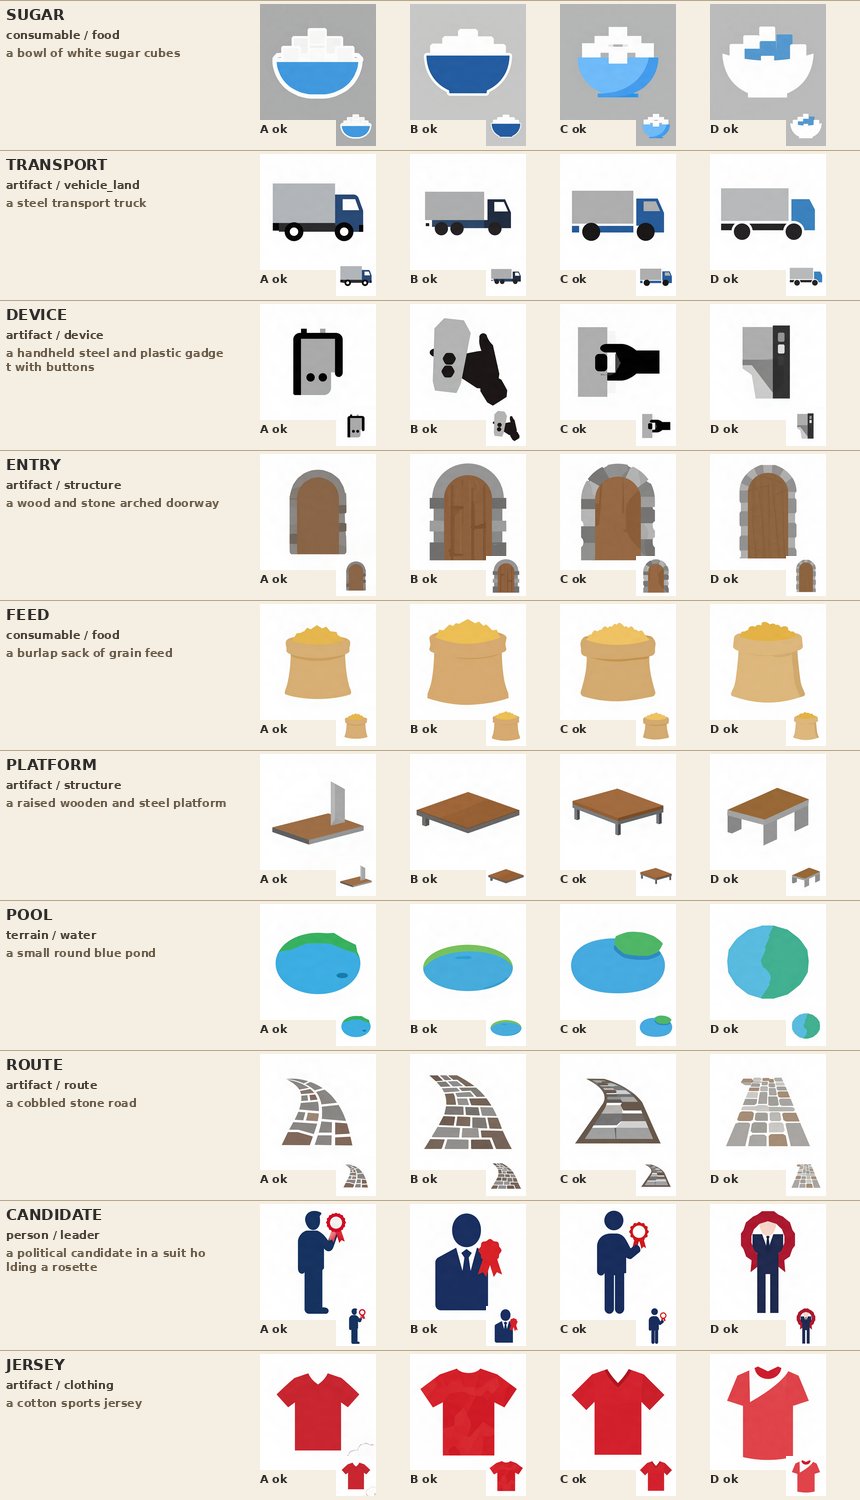 SUGAR
consumable / food
a bowl of white sugar cubes
A ok
B ok
C ok
D ok
TRANSPORT
artifact / vehicle_land
a steel transport truck
A ok
B ok
C ok
D ok
DEVICE
artifact / device
a handheld steel and plastic gadge
t with buttons
A ok
B ok
C ok
D ok
ENTRY
artifact / structure
a wood and stone arched doorway
A ok
B ok
C ok
D ok
FEED
consumable / food
a burlap sack of grain feed
A ok
B ok
C ok
D ok
PLATFORM
artifact / structure
a raised wooden and steel platform
A ok
B ok
C ok
D ok
POOL
terrain / water
a small round blue pond
A ok
B ok
C ok
D ok
ROUTE
artifact / route
a cobbled stone road
A ok
B ok
C ok
D ok
CANDIDATE
person / leader
a political candidate in a suit ho
lding a rosette
A ok
B ok
C ok
D ok
JERSEY
artifact / clothing
a cotton sports jersey
A ok
B ok
C ok
D ok